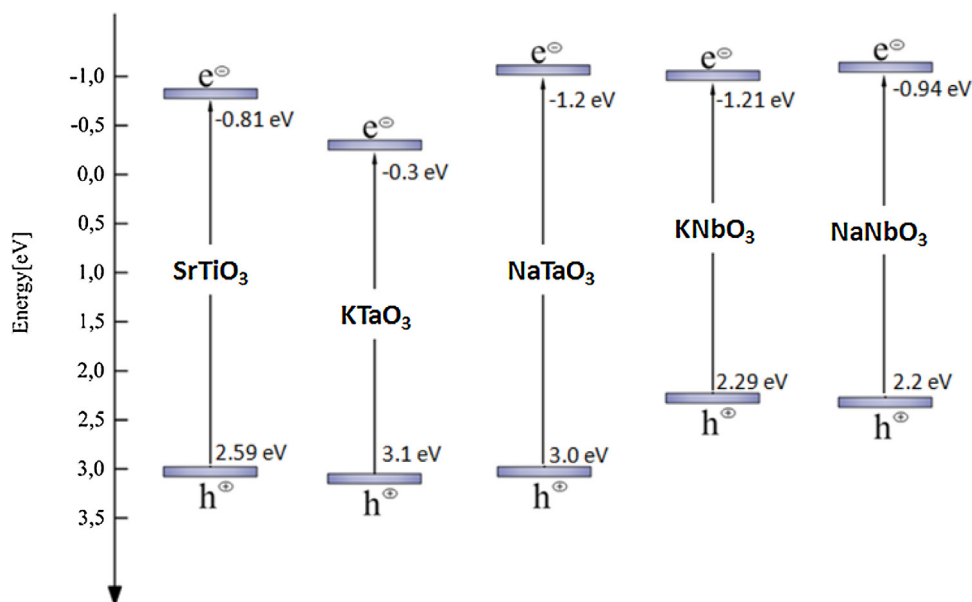 Energy[eV]
-1,0
-0,5
0,0
0,5
1,0
1,5
2,0
2,5
3,0
3,5
e⊖
-0.81 eV
SrTiO₃
2.59 eV
h⊕
e⊖
-0.3 eV
KTaO₃
3.1 eV
h⊕
e⊖
-1.2 eV
NaTaO₃
3.0 eV
h⊕
e⊖
-1.21 eV
KNbO₃
2.29 eV
h⊕
e⊖
-0.94 eV
NaNbO₃
2.2 eV
h⊕